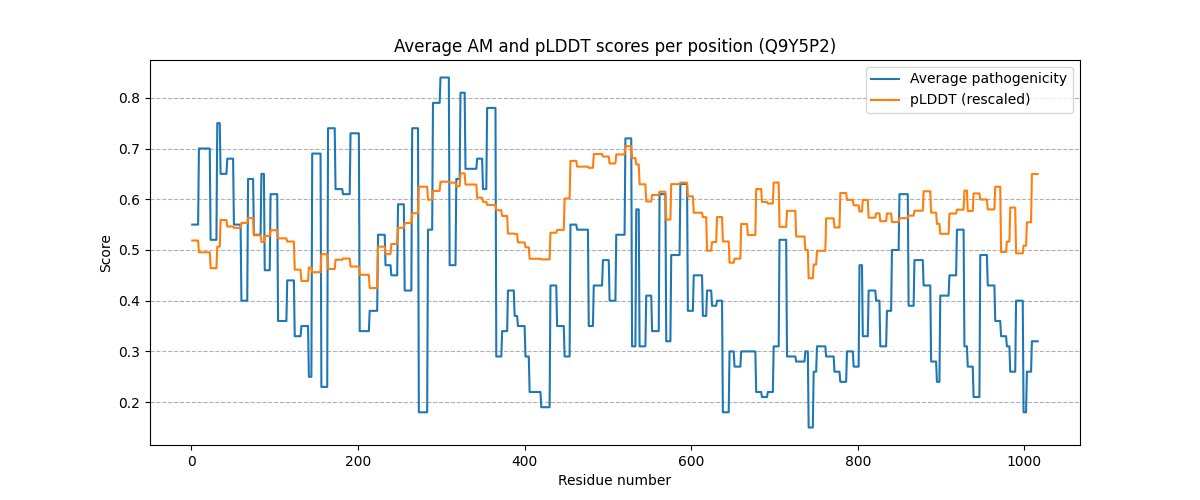 Average AM and pLDDT scores per position (Q9Y5P2)
Average pathogenicity
pLDDT (rescaled)
Score
0.8
0.7
0.6
0.5
0.4
0.3
0.2
0 200 400 600 800 1000
Residue number